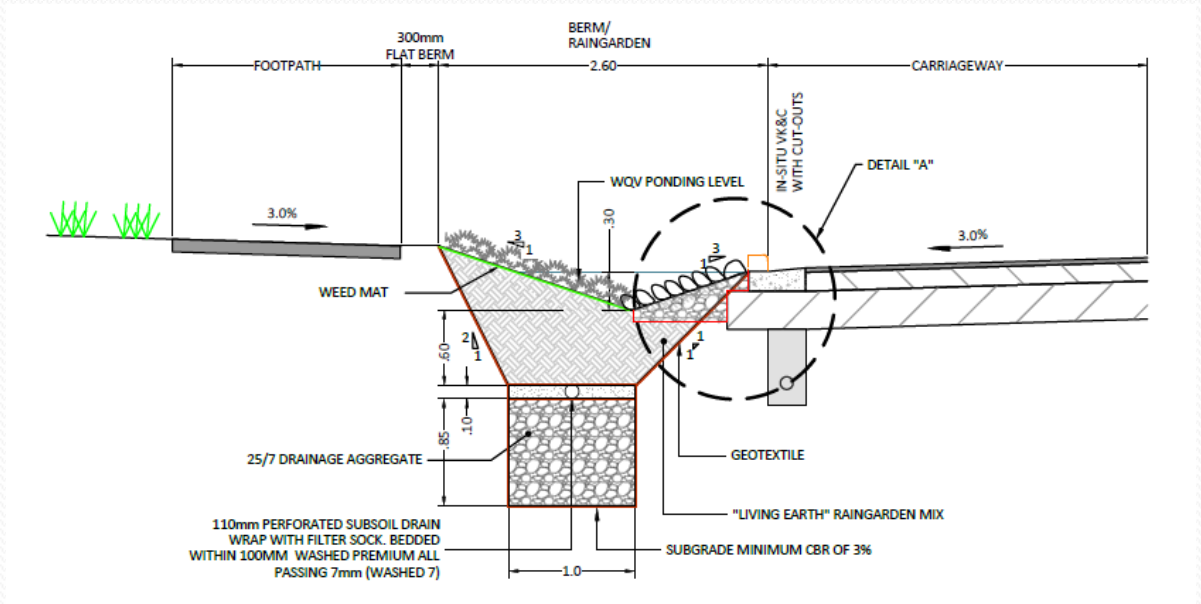 BERM/
RAINGARDEN
300mm
FLAT BERM
FOOTPATH
2.60
CARRIAGEWAY
IN-SITU VK&C
WITH CUT-OUTS
DETAIL "A"
WQV PONDING LEVEL
.30
3.0%
3
1
3
1
3.0%
WEED MAT
2
1
.60
1
1
.10
.85
25/7 DRAINAGE AGGREGATE
GEOTEXTILE
"LIVING EARTH" RAINGARDEN MIX
110mm PERFORATED SUBSOIL DRAIN
WRAP WITH FILTER SOCK. BEDDED
WITHIN 100MM WASHED PREMIUM ALL
PASSING 7mm (WASHED 7)
SUBGRADE MINIMUM CBR OF 3%
1.0